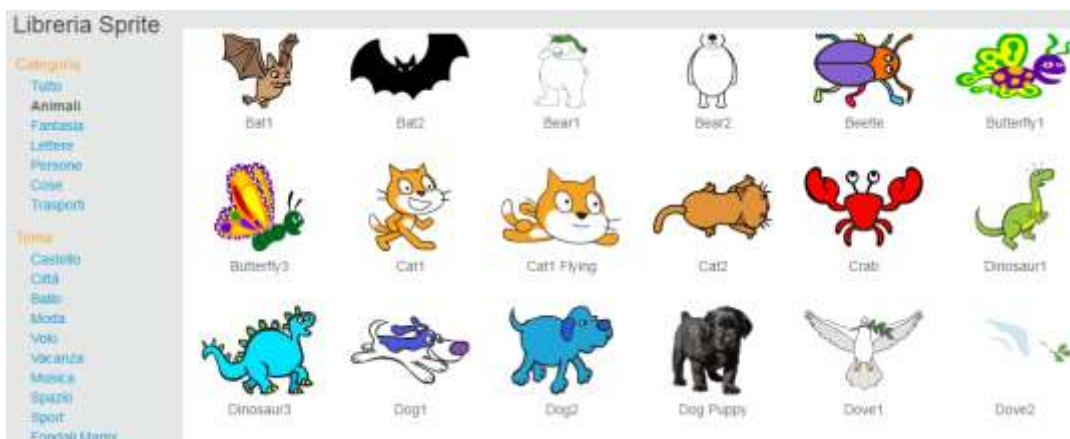 Libreria Sprite
Categoria
Tutto
Animali
Fantasia
Lettere
Persone
Cose
Trasporti
Tema
Castello
Città
Ballo
Moda
Volo
Vacanza
Musica
Spazio
Sport
Fondali Mansi
Bat1
Bat2
Bear1
Bear2
Beetle
Butterfly1
Butterfly3
Cat1
Cat1 Flying
Cat2
Crab
Dinosaur1
Dinosaur3
Dog1
Dog2
Dog Puppy
Dove1
Dove2